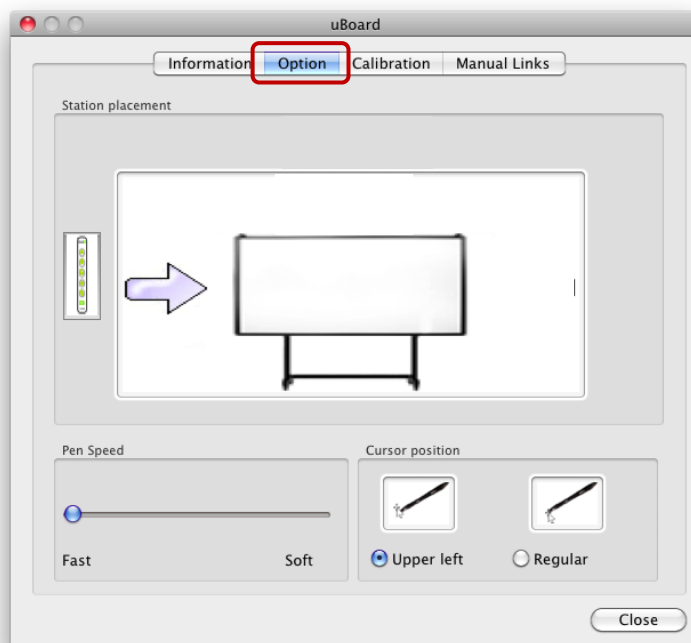 uBoard
Information Option Calibration Manual Links
Station placement
Pen Speed
Cursor position
Fast Soft
Upper left Regular
Close